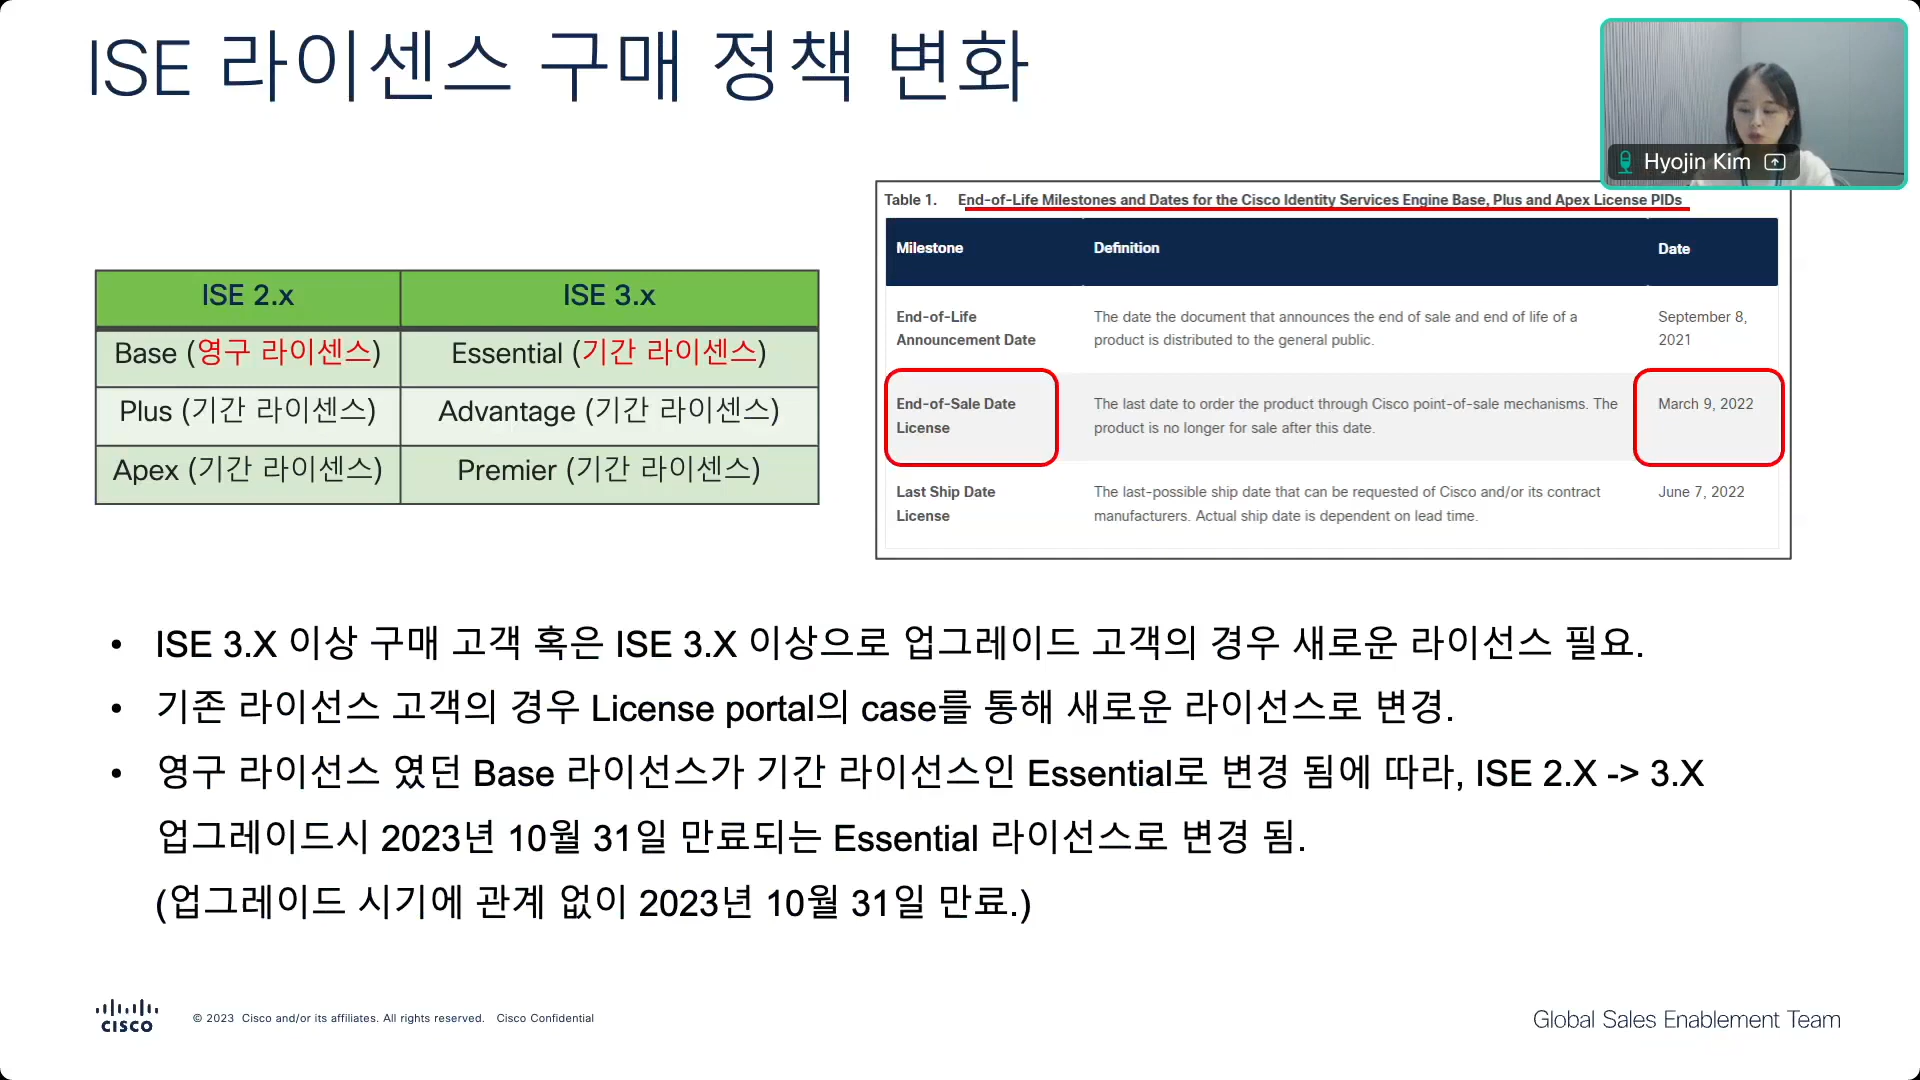 ISE 라이센스 구매 정책 변화
Hyojin Kim
ISE 2.x ISE 3.x
Base (영구 라이센스) Essential (기간 라이센스)
Plus (기간 라이센스) Advantage (기간 라이센스)
Apex (기간 라이센스) Premier (기간 라이센스)
Table 1. End-of-Life Milestones and Dates for the Cisco Identity Services Engine Base, Plus and Apex License PIDs
Milestone Definition Date
End-of-Life The date the document that announces the end of sale and end of life of a September 8,
Announcement Date product is distributed to the general public. 2021
End-of-Sale Date The last date to order the product through Cisco point-of-sale mechanisms. The March 9, 2022
License product is no longer for sale after this date.
Last Ship Date The last-possible ship date that can be requested of Cisco and/or its contract June 7, 2022
License manufacturers. Actual ship date is dependent on lead time.
• ISE 3.X 이상 구매 고객 혹은 ISE 3.X 이상으로 업그레이드 고객의 경우 새로운 라이선스 필요.
• 기존 라이선스 고객의 경우 License portal의 case를 통해 새로운 라이선스로 변경.
• 영구 라이선스 였던 Base 라이선스가 기간 라이선스인 Essential로 변경 됨에 따라, ISE 2.X -> 3.X
업그레이드시 2023년 10월 31일 만료되는 Essential 라이선스로 변경 됨.
(업그레이드 시기에 관계 없이 2023년 10월 31일 만료.)
CISCO © 2023 Cisco and/or its affiliates. All rights reserved. Cisco Confidential
Global Sales Enablement Team